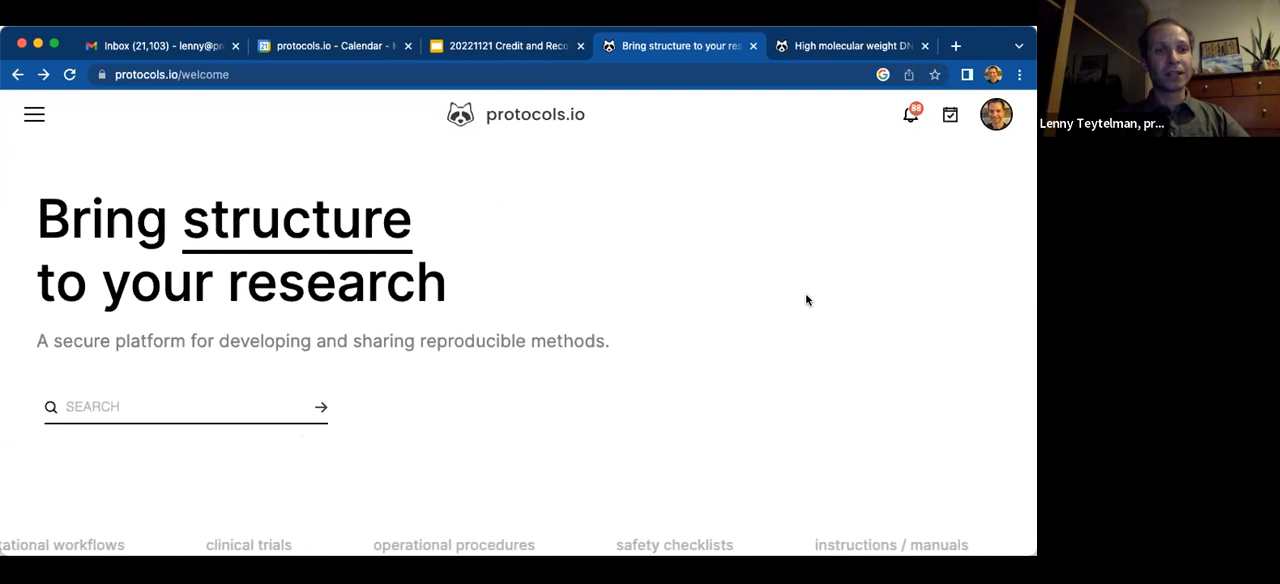 Inbox (21,103) - lenny@pr
protocols.io - Calendar -
20221121 Credit and Reco
Bring structure to your res
High molecular weight DN
protocols.io/welcome
protocols.io
88
Lenny Teytelman, pr...
Bring structure
to your research
A secure platform for developing and sharing reproducible methods.
SEARCH
tational workflows
clinical trials
operational procedures
safety checklists
instructions / manuals